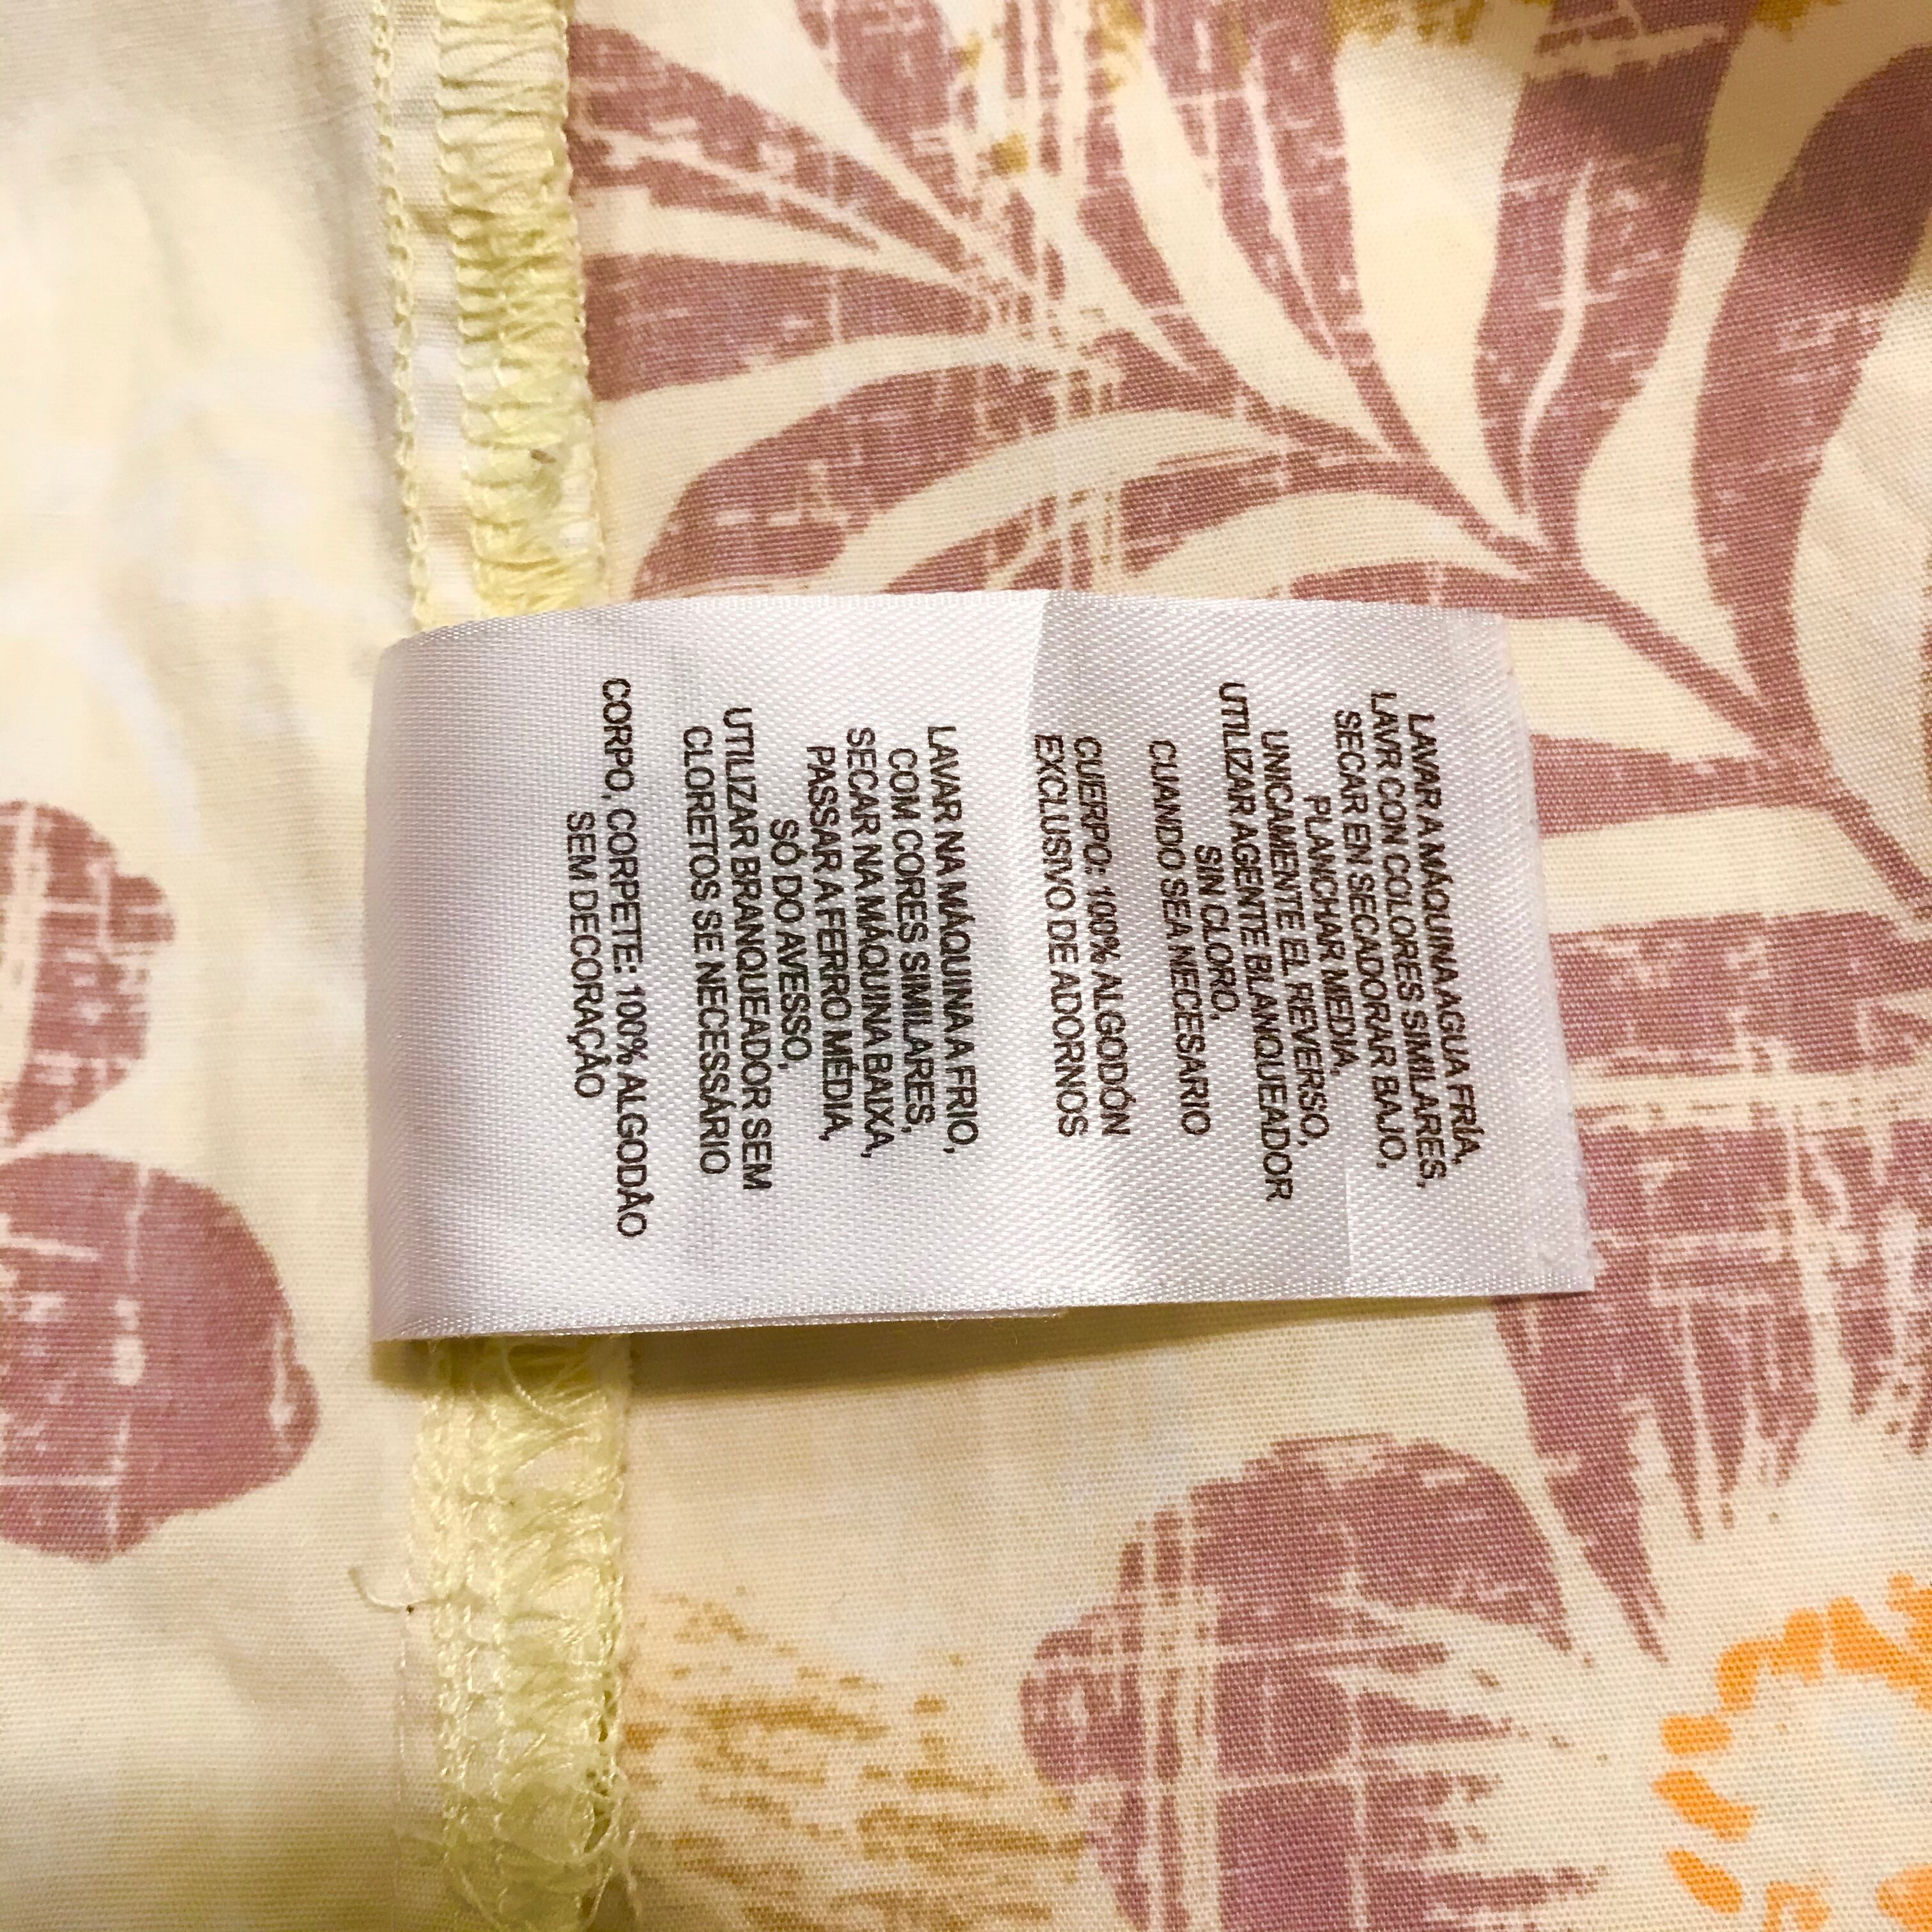 LAVAR A MÁQUINA AGUA FRÍA,
LAVR CON COLORES SIMILARES,
SECAR EN SECADORAR BAJO,
PLANCHAR MEDIA,
UNICAMENTE EL REVERSO,
UTILIZAR AGENTE BLANQUEADOR
SIN CLORO,
CUANDO SEA NECESARIO
CUERPO: 100% ALGODÓN
EXCLUSIVO DE ADORNOS
LAVAR NA MÁQUINA A FRIO,
COM CORES SIMILARES,
SECAR NA MÁQUINA BAIXA,
PASSAR A FERRO MÉDIA,
SÓ DO AVESSO,
UTILIZAR BRANQUEADOR SEM
CLORETOS SE NECESSÁRIO
CORPO, CORPETE: 100% ALGODÃO
SEM DECORAÇÃO